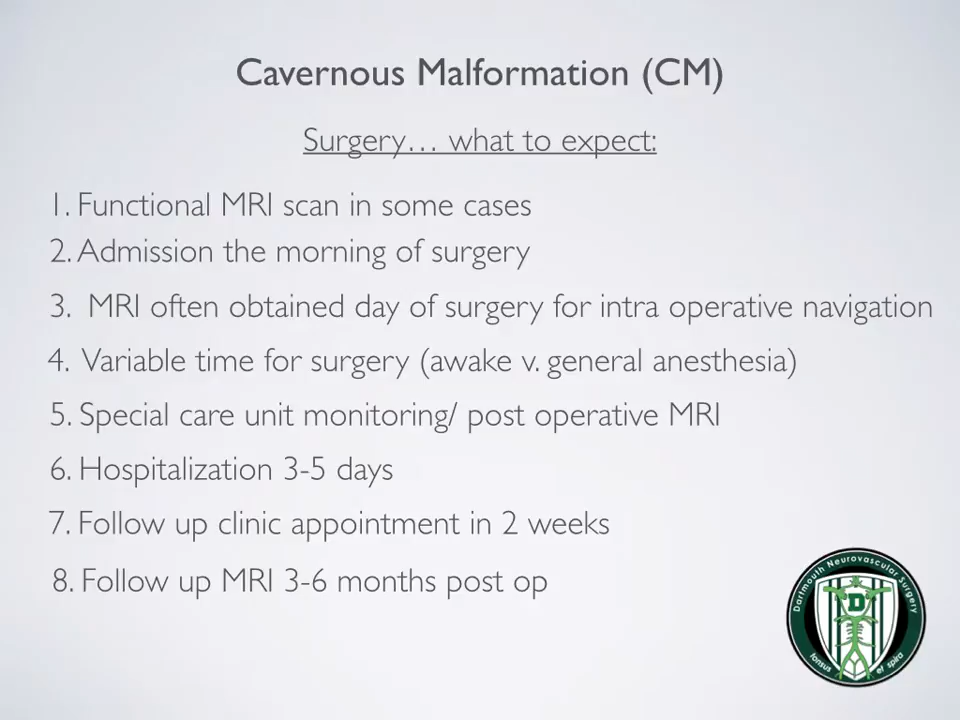 Cavernous Malformation (CM)
Surgery… what to expect:
1. Functional MRI scan in some cases
2. Admission the morning of surgery
3. MRI often obtained day of surgery for intra operative navigation
4. Variable time for surgery (awake v. general anesthesia)
5. Special care unit monitoring/ post operative MRI
6. Hospitalization 3-5 days
7. Follow up clinic appointment in 2 weeks
8. Follow up MRI 3-6 months post op
Dartmouth Neurovascular Surgery
D
et spira